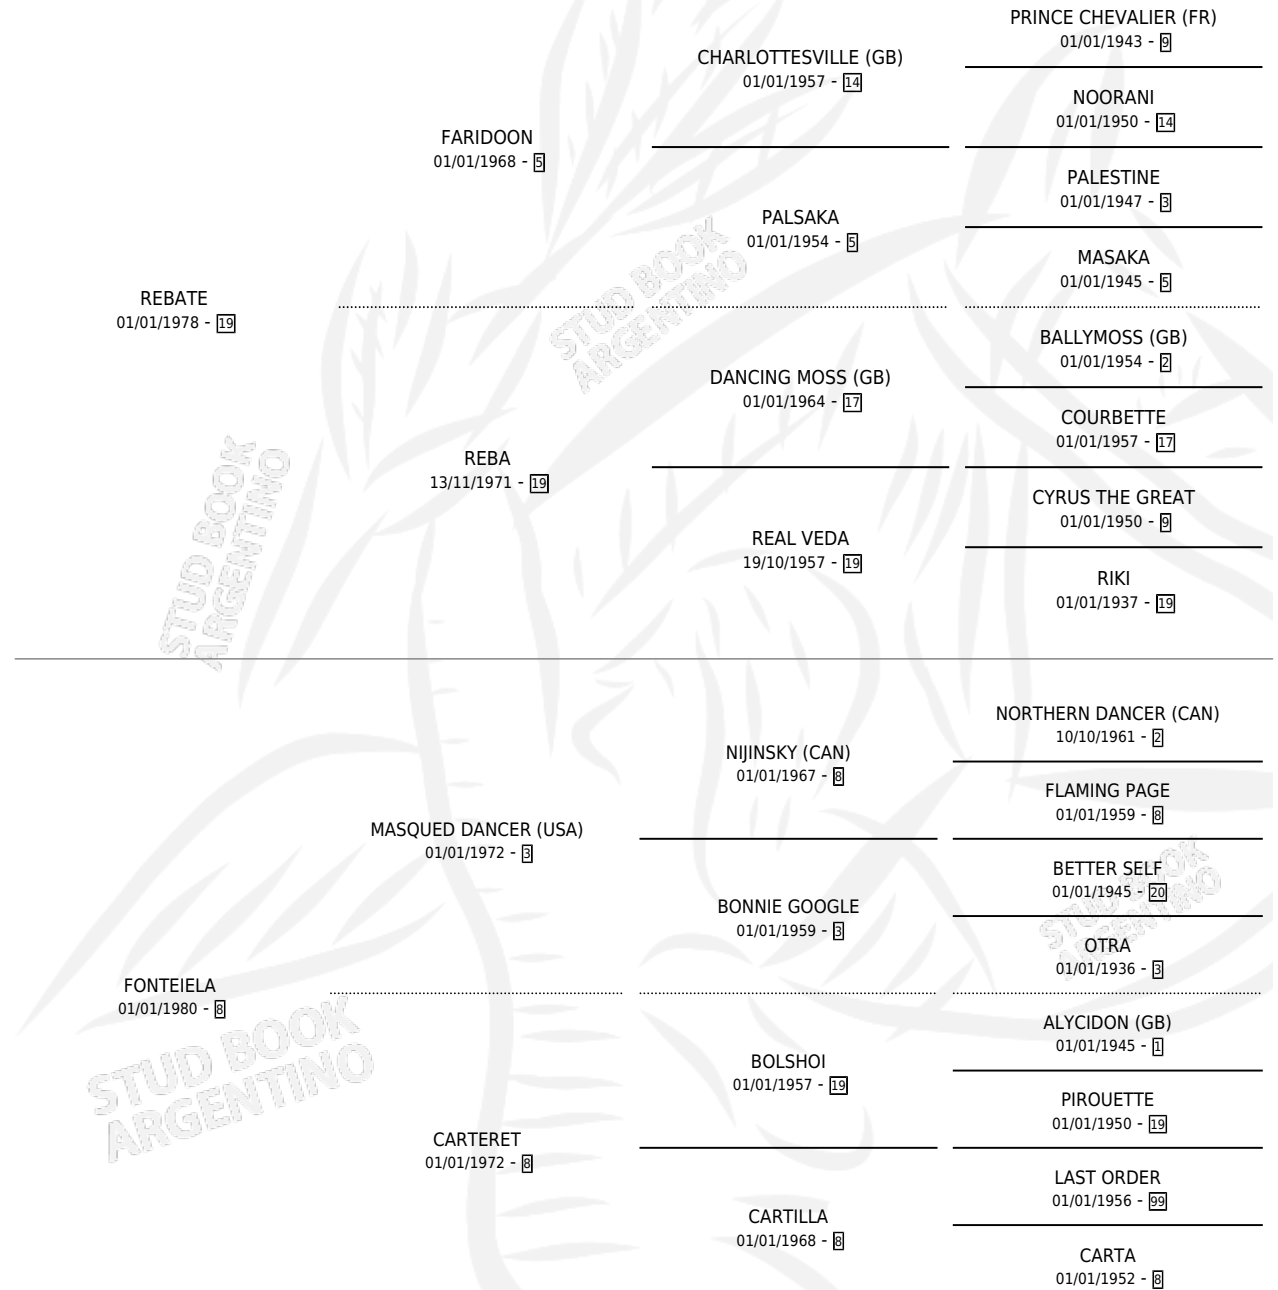 PRINCE CHEVALIER (FR)
01/01/1943 - 9
CHARLOTTESVILLE (GB)
01/01/1957 - 14
NOORANI
01/01/1950 - 14
FARIDOON
01/01/1968 - 5
PALESTINE
01/01/1947 - 3
PALSAKA
01/01/1954 - 5
MASAKA
01/01/1945 - 5
REBATE
01/01/1978 - 19
BALLYMOSS (GB)
01/01/1954 - 2
DANCING MOSS (GB)
01/01/1964 - 17
COURBETTE
01/01/1957 - 17
REBA
13/11/1971 - 19
CYRUS THE GREAT
01/01/1950 - 9
REAL VEDA
19/10/1957 - 19
RIKI
01/01/1937 - 19
STUD BOOK
ARGENTINO
STUD BOOK
ARGENTINO
NORTHERN DANCER (CAN)
10/10/1961 - 2
NIJINSKY (CAN)
01/01/1967 - 8
FLAMING PAGE
01/01/1959 - 8
MASQUED DANCER (USA)
01/01/1972 - 3
BETTER SELF
01/01/1945 - 20
BONNIE GOOGLE
01/01/1959 - 3
OTRA
01/01/1936 - 3
STUD BOOK
ARGENTINO
FONTEIELA
01/01/1980 - 8
ALYCIDON (GB)
01/01/1945 - 1
BOLSHOI
01/01/1957 - 19
PIROUETTE
01/01/1950 - 19
CARTERET
01/01/1972 - 8
LAST ORDER
01/01/1956 - 99
CARTILLA
01/01/1968 - 8
CARTA
01/01/1952 - 8
STUD BOOK
ARGENTINO